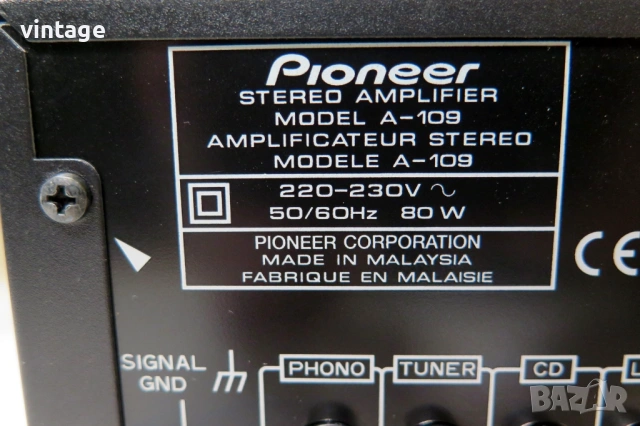 vintage
Pioneer
STEREO AMPLIFIER
MODEL A-109
AMPLIFICATEUR STEREO
MODELE A-109
220-230V ~
50/60Hz 80 W
PIONEER CORPORATION
MADE IN MALAYSIA
FABRIQUE EN MALAISIE
CE
SIGNAL GND
PHONO TUNER CD L
BAZAR